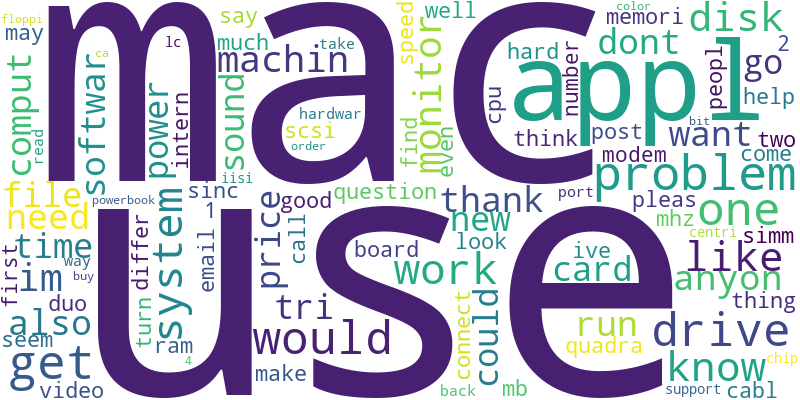 mac
use
appl
problem
machin
monitor
disk
dont
go
help
want
two
come
one
simm
like
anyon
thing
drive
know
cabl
chip
support
centri
port
bit
color
2
peopl
memori
number
hard
well
speed
take
much
say
sound
scsi
hardwar
order
iisi
lc
ca
floppi
may
comput
read
softwar
power
intern
file
need
powerbook
time
way
buy
im
first
also
seem
duo
video
get
system
differ
turn
ram
4
1
email
sinc
price
good
call
question
find
even
cpu
think
post
modem
pleas
mhz
thank
new
look
board
work
card
ive
run
quadra
could
connect
mb
back
make
tri
would